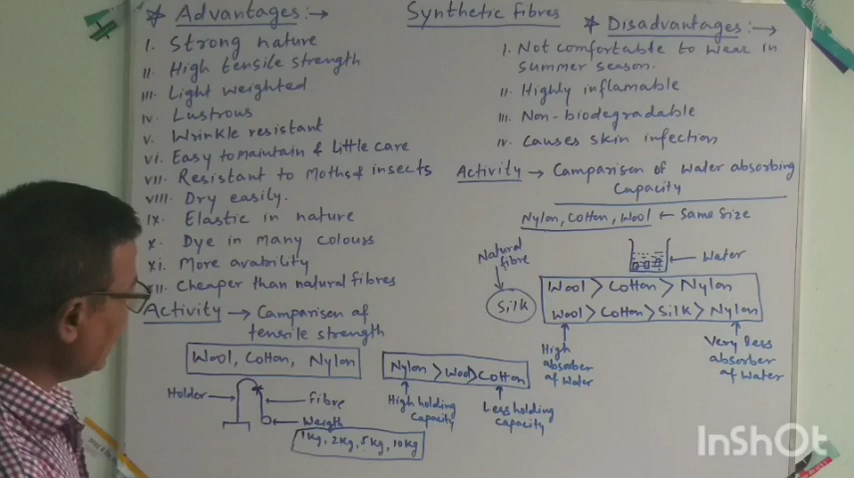 Synthetic fibres
* Advantages:→
I. Strong nature
II. High tensile strength
III. Light weighted
IV. Lustrous
V. Wrinkle resistant
VI. Easy to maintain & little care
VII. Resistant to Moths & insects
VIII. Dry easily.
IX. Elastic in nature
X. Dye in many colours
XI. More avability
XII. Cheaper than natural fibres
Activity → Comparison of
tensile strength
Wool, Cotton, Nylon
Holder
Fibre
Weigth
1kg, 2kg, 5kg, 10kg
Nylon > Wool > Cotton
High holding
capacity
Less holding
capacity
* Disadvantages:→
I. Not comfortable to wear in
summer season.
II. Highly inflamable
III. Non-biodegradable
IV. Causes skin infection
Activity → Comparison of Water absorbing
Capacity
Nylon, Cotton, Wool ← Same size
Water
Natural
fibre
Silk
Wool > Cotton > Nylon
Wool > Cotton > Silk > Nylon
High
absorber
of Water
Very less
absorber
of Water
InShOt